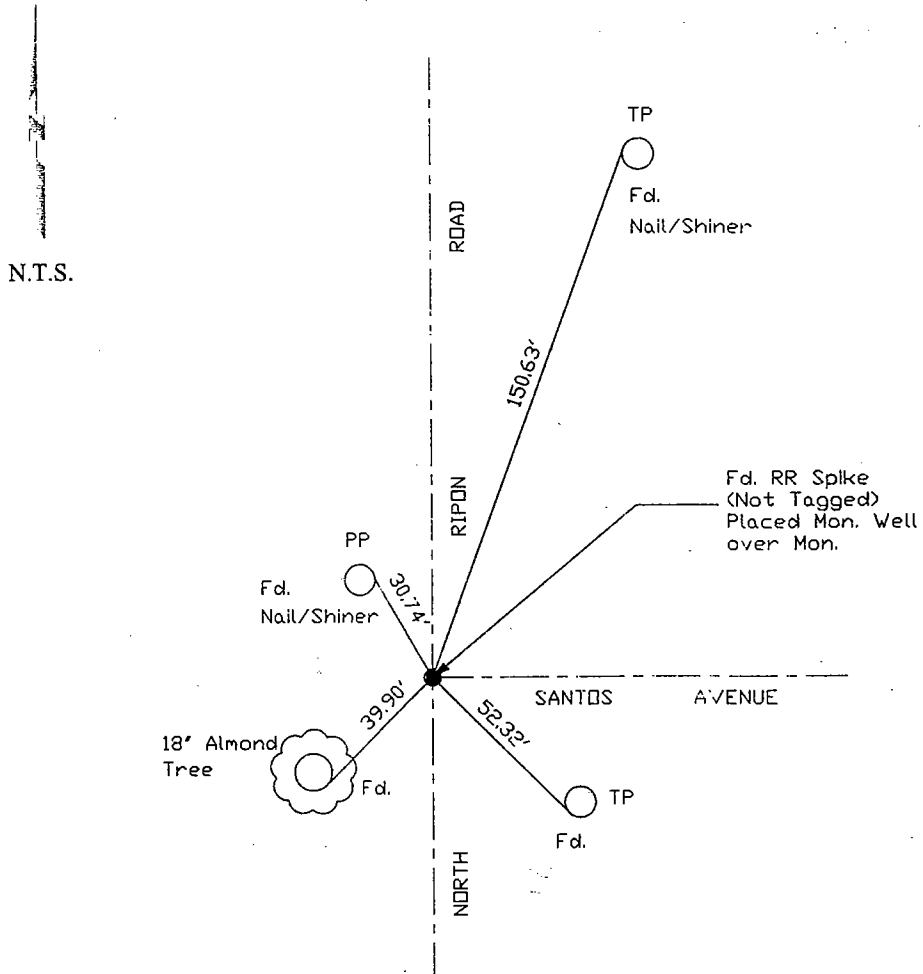 N.T.S.
TP
Fd.
Nail/Shiner
ROAD
150.63'
RIPON
Fd. RR Spike
(Not Tagged)
Placed Mon. Well
over Mon.
PP
Fd.
Nail/Shiner
30.74'
SANTOS AVENUE
39.90'
52.32'
18" Almond
Tree
Fd.
TP
Fd.
NORTH